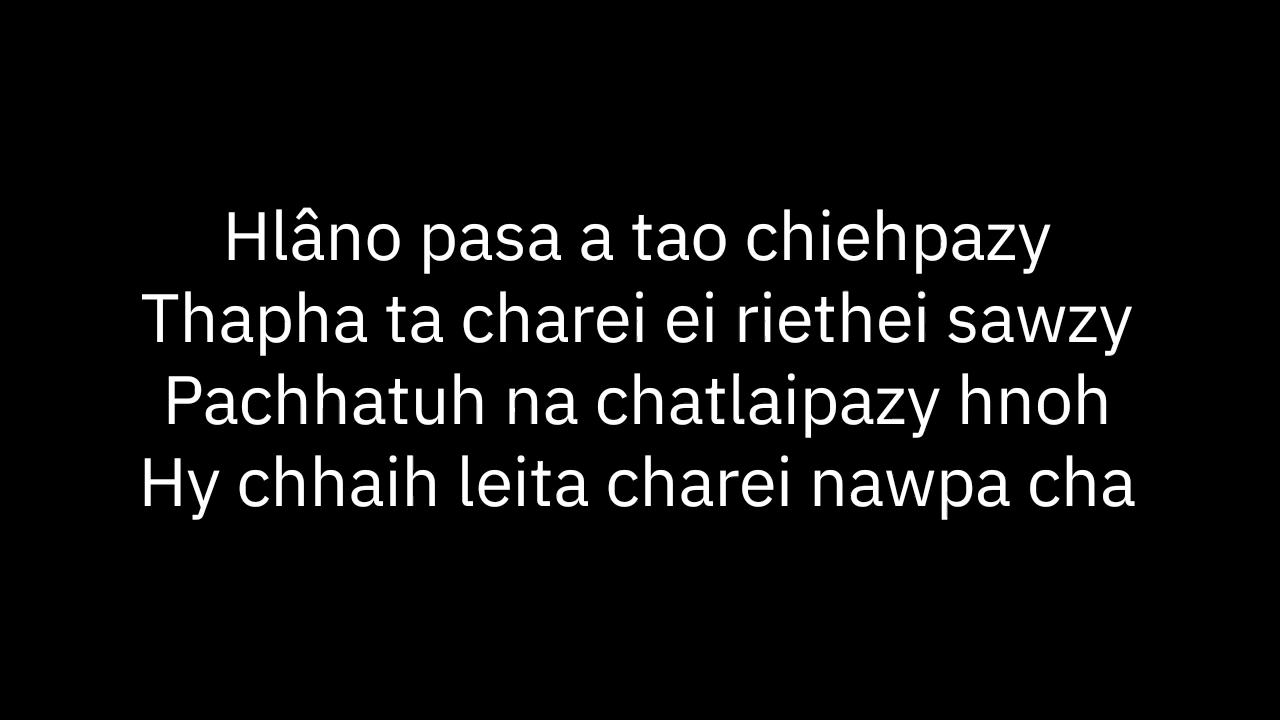 Hlâno pasa a tao chiehpazy
Thapha ta charei ei riethei sawzy
Pachhatuh na chatlaipazy hnoh
Hy chhaih leita charei nawpa cha